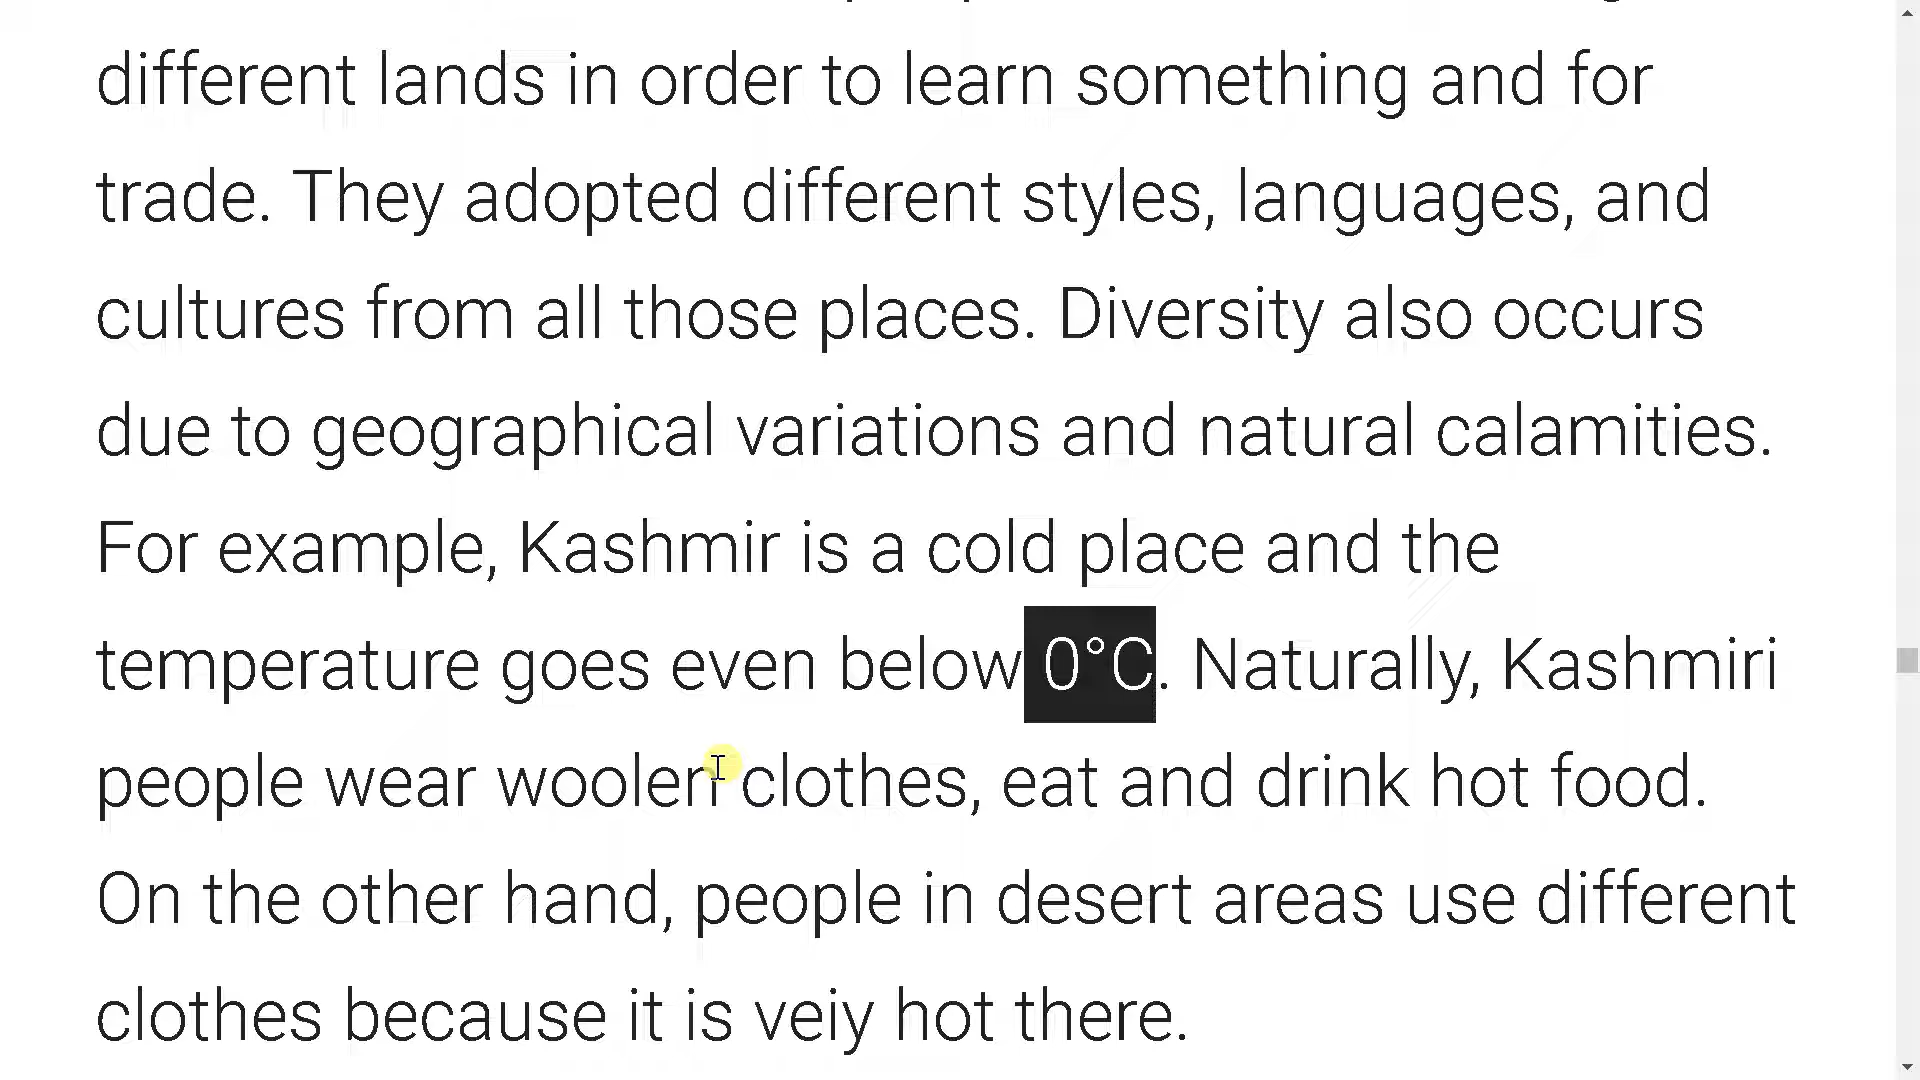 different lands in order to learn something and for
trade. They adopted different styles, languages, and
cultures from all those places. Diversity also occurs
due to geographical variations and natural calamities.
For example, Kashmir is a cold place and the
temperature goes even below 0°C. Naturally, Kashmiri
people wear woolen clothes, eat and drink hot food.
On the other hand, people in desert areas use different
clothes because it is veiy hot there.